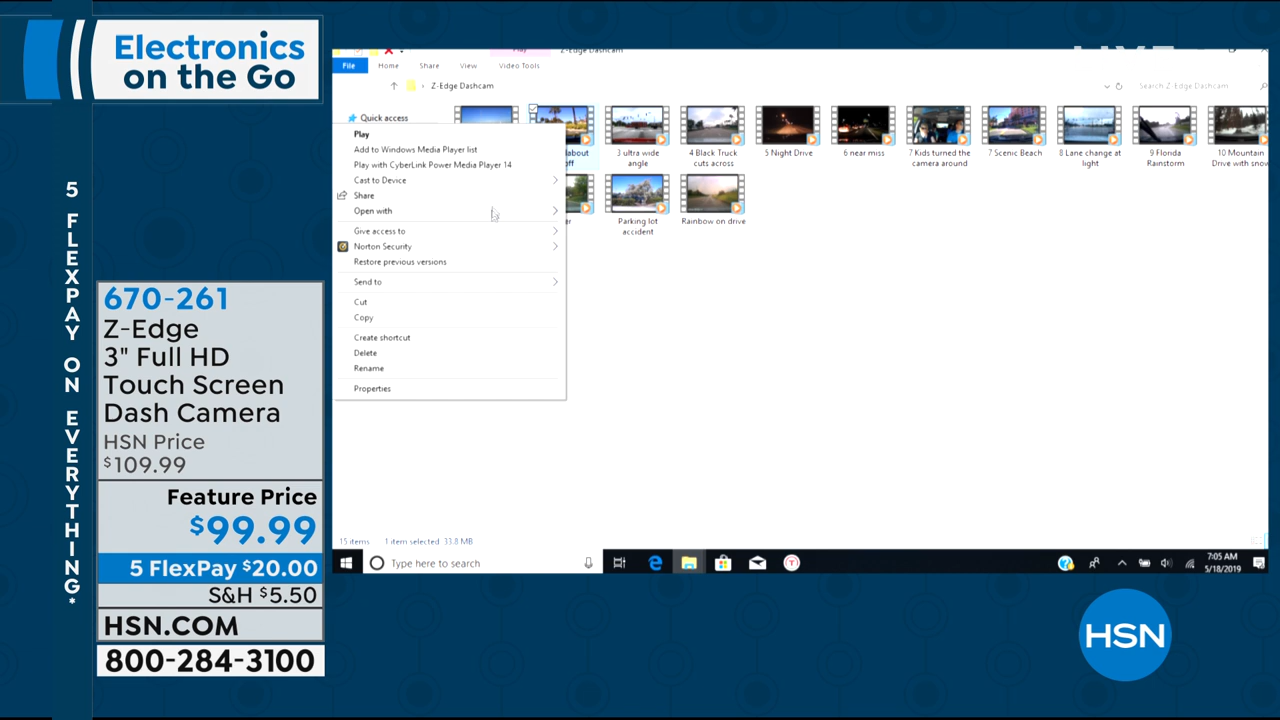 Electronics
on the Go
5 FLEXPAY ON EVERYTHING*
670-261
Z-Edge
3" Full HD
Touch Screen
Dash Camera
HSN Price
$109.99
Feature Price
$99.99
5 FlexPay $20.00
S&H $5.50
HSN.COM
800-284-3100
Play
Z-Edge Dashcam
LIVE
File Home Share View Video Tools
Z-Edge Dashcam
Search Z-Edge Dashcam
Quick access
Play
Add to Windows Media Player list
Play with CyberLink Power Media Player 14
Cast to Device
Share
Open with
Give access to
Norton Security
Restore previous versions
Send to
Cut
Copy
Create shortcut
Delete
Rename
Properties
3 ultra wide
angle
4 Black Truck
cuts across
5 Night Drive
6 near miss
7 Kids turned the
camera around
7 Scenic Beach
8 Lane change at
light
9 Florida
Rainstorm
10 Mountain
Drive with snow
Parking lot
accident
Rainbow on drive
15 items 1 item selected 33.8 MB
Type here to search
7:05 AM
5/18/2019
HSN